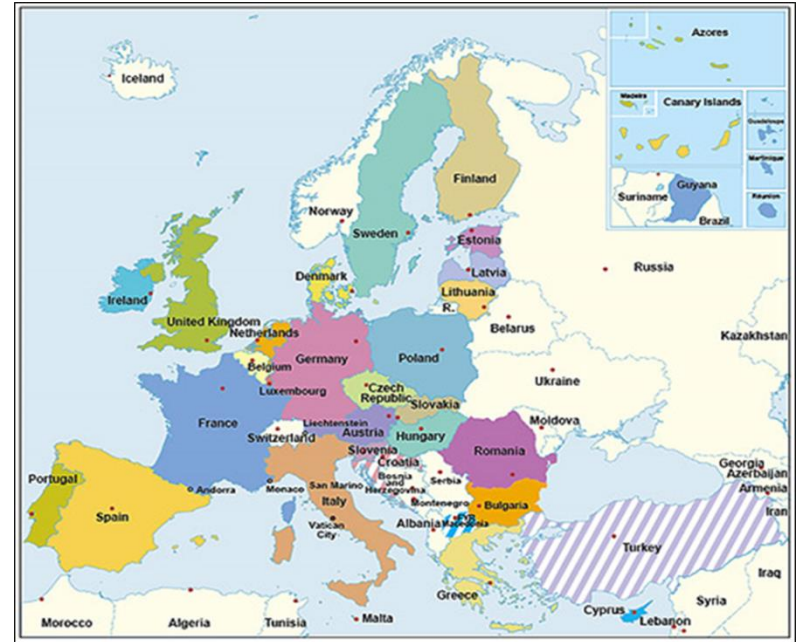 Iceland
Azores
Madeira
Canary Islands
Guadeloupe
Martinique
Réunion
Suriname
Guyana
Brazil
Finland
Norway
Sweden
Estonia
Russia
Latvia
Denmark
Lithuania
R.
Ireland
United Kingdom
Belarus
Netherlands
Kazakhstan
Germany
Poland
Belgium
Ukraine
Luxembourg
Czech
Republic
Slovakia
France
Liechtenstein
Moldova
Switzerland
Austria
Hungary
Romania
Slovenia
Croatia
Georgia
Azerbaijan
Portugal
Bosnia
and
Herzegovina
Serbia
San Marino
Andorra
Monaco
Armenia
Italy
Montenegro
Bulgaria
Iran
Spain
Vatican
City
Albania
FYR
Macedonia
Turkey
Iraq
Greece
Syria
Cyprus
Lebanon
Morocco
Algeria
Tunisia
Malta